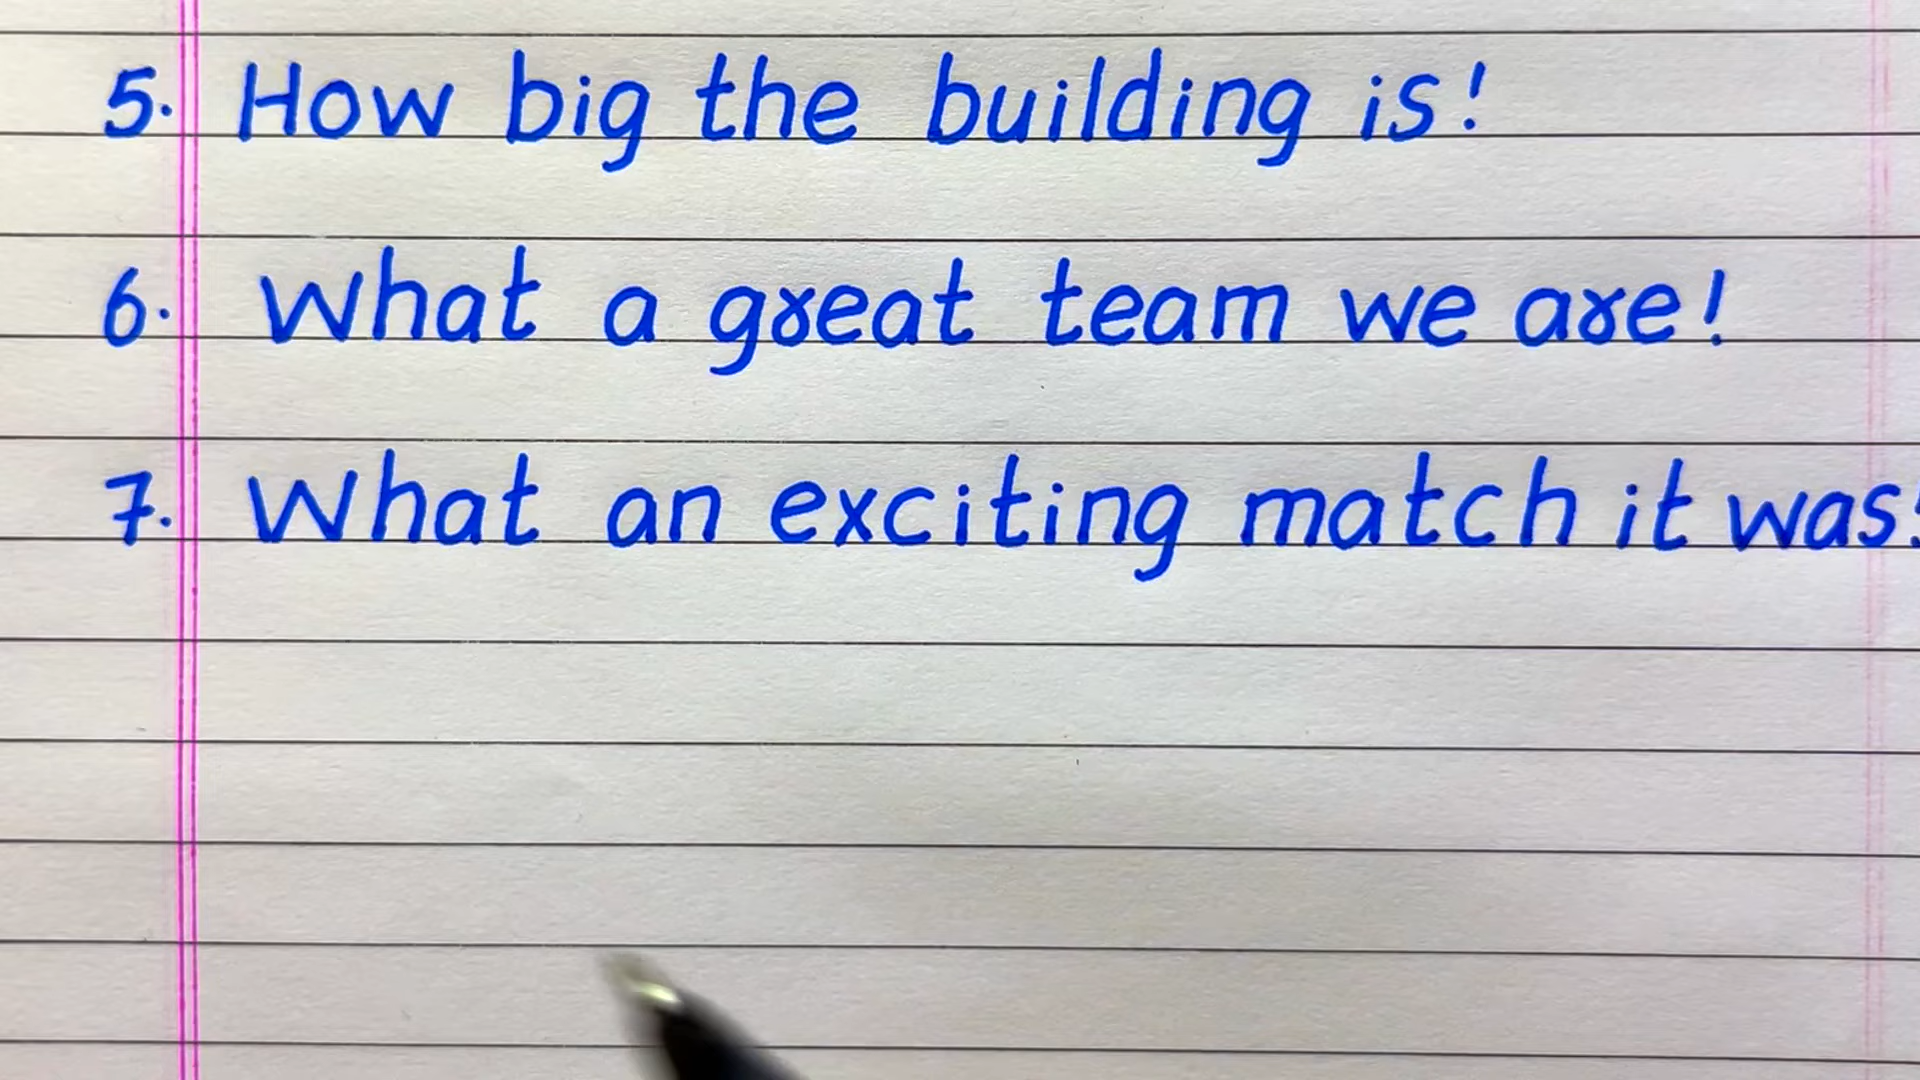 5. How big the building is!
6. What a great team we are!
7. What an exciting match it was!